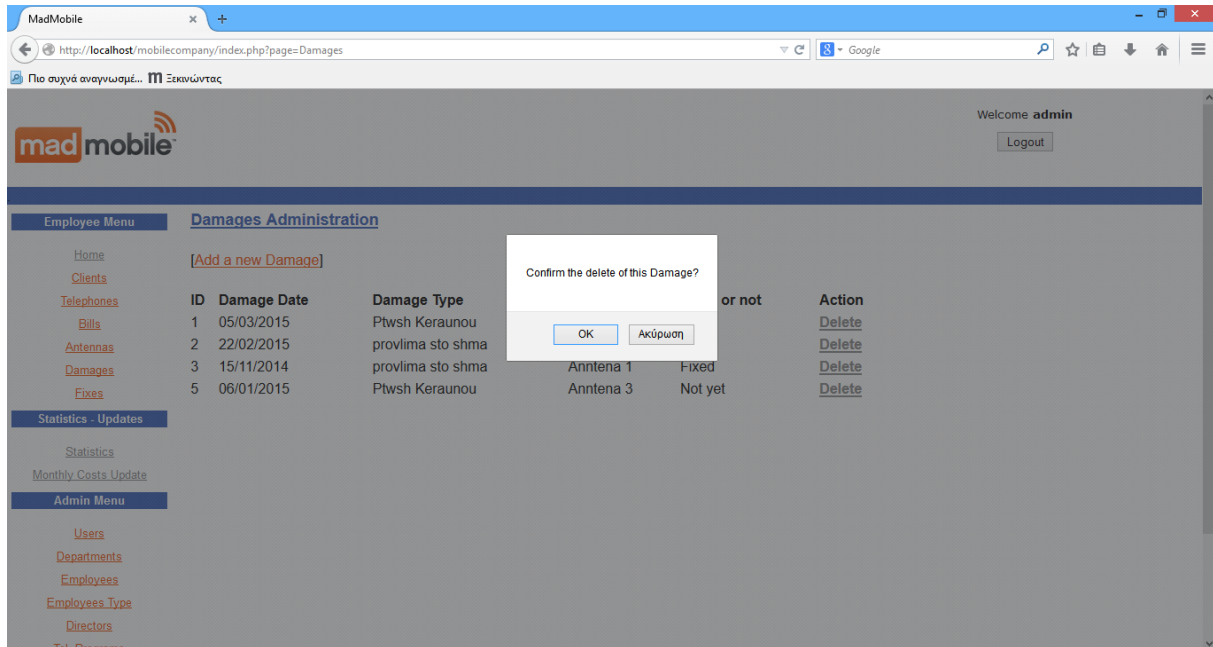 MadMobile
http://localhost/mobilecompany/index.php?page=Damages
Google
Πιο συχνά αναγνωσμέ... Ξεκινώντας
mad mobile
Welcome admin
Logout
Employee Menu
Home
Clients
Telephones
Bills
Antennas
Damages
Fixes
Statistics - Updates
Statistics
Monthly Costs Update
Admin Menu
Users
Departments
Employees
Employees Type
Directors
Damages Administration
[Add a new Damage]
ID Damage Date Damage Type or not Action
1 05/03/2015 Ptwsh Keraunou Delete
2 22/02/2015 provlima sto shma Delete
3 15/11/2014 provlima sto shma Anntena 1 Fixed Delete
5 06/01/2015 Ptwsh Keraunou Anntena 3 Not yet Delete
Confirm the delete of this Damage?
OK Ακύρωση